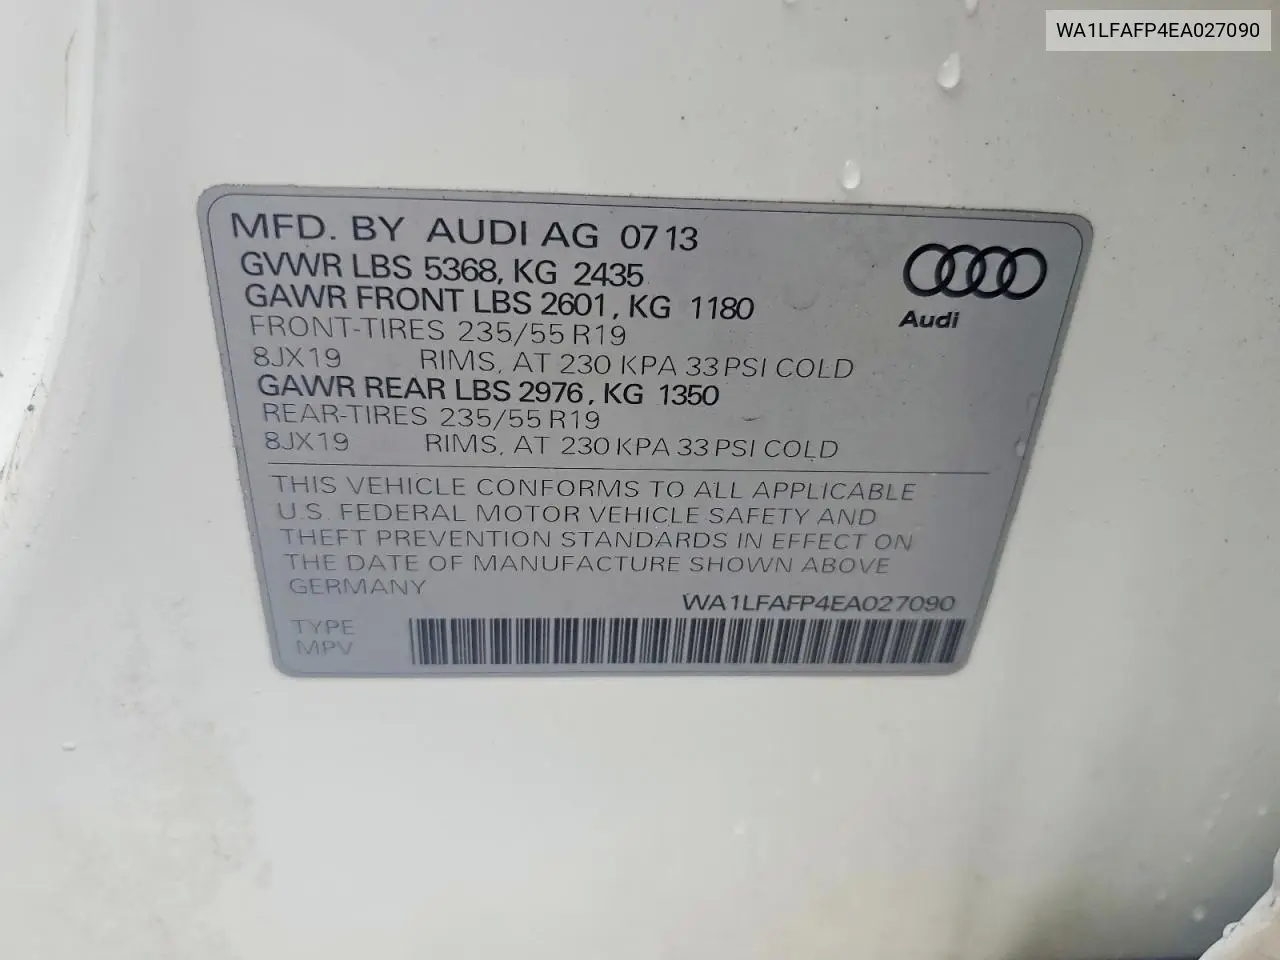 WA1LFAFP4EA027090
MFD. BY AUDI AG 0713
GVWR LBS 5368, KG 2435
GAWR FRONT LBS 2601, KG 1180
FRONT-TIRES 235/55 R19
8JX19 RIMS, AT 230 KPA 33 PSI COLD
GAWR REAR LBS 2976, KG 1350
REAR-TIRES 235/55 R19
8JX19 RIMS, AT 230 KPA 33 PSI COLD
Audi
THIS VEHICLE CONFORMS TO ALL APPLICABLE
U.S. FEDERAL MOTOR VEHICLE SAFETY AND
THEFT PREVENTION STANDARDS IN EFFECT ON
THE DATE OF MANUFACTURE SHOWN ABOVE
GERMANY
WA1LFAFP4EA027090
TYPE
MPV